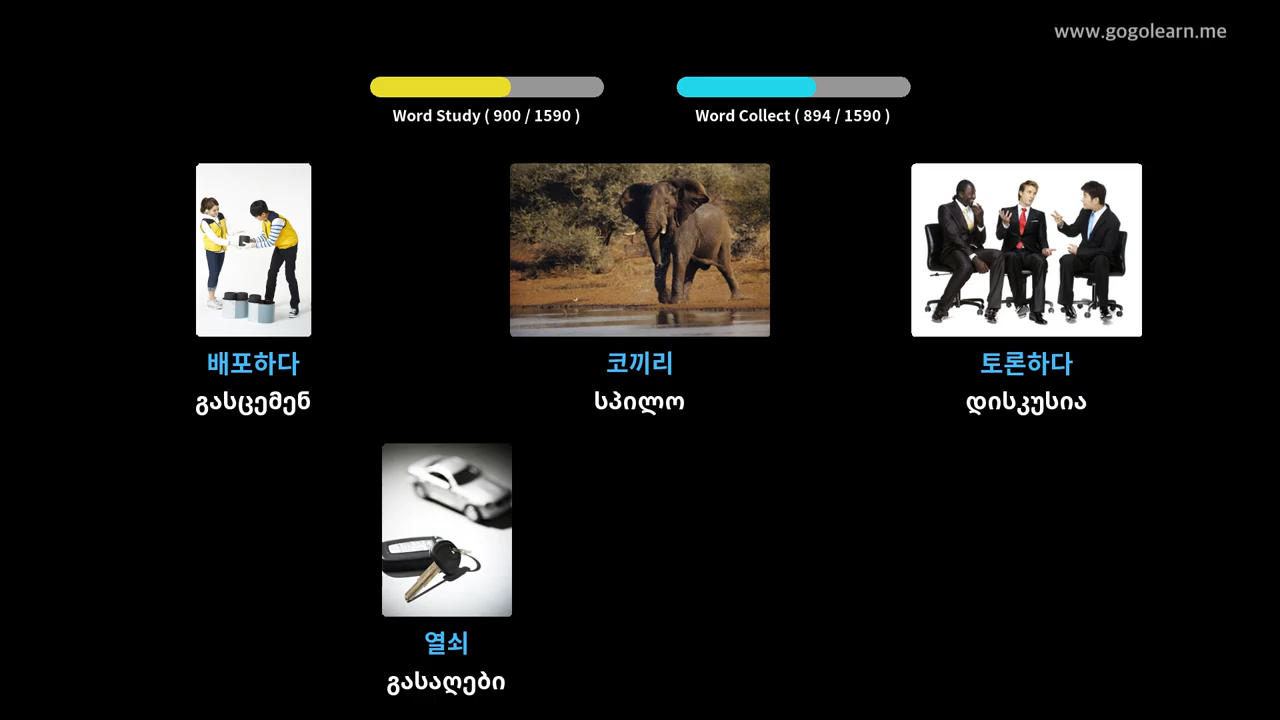 www.gogolearn.me
Word Study ( 900 / 1590 )
Word Collect ( 894 / 1590 )
배포하다
გასცემენ
코끼리
სპილო
토론하다
დისკუსია
열쇠
გასაღები